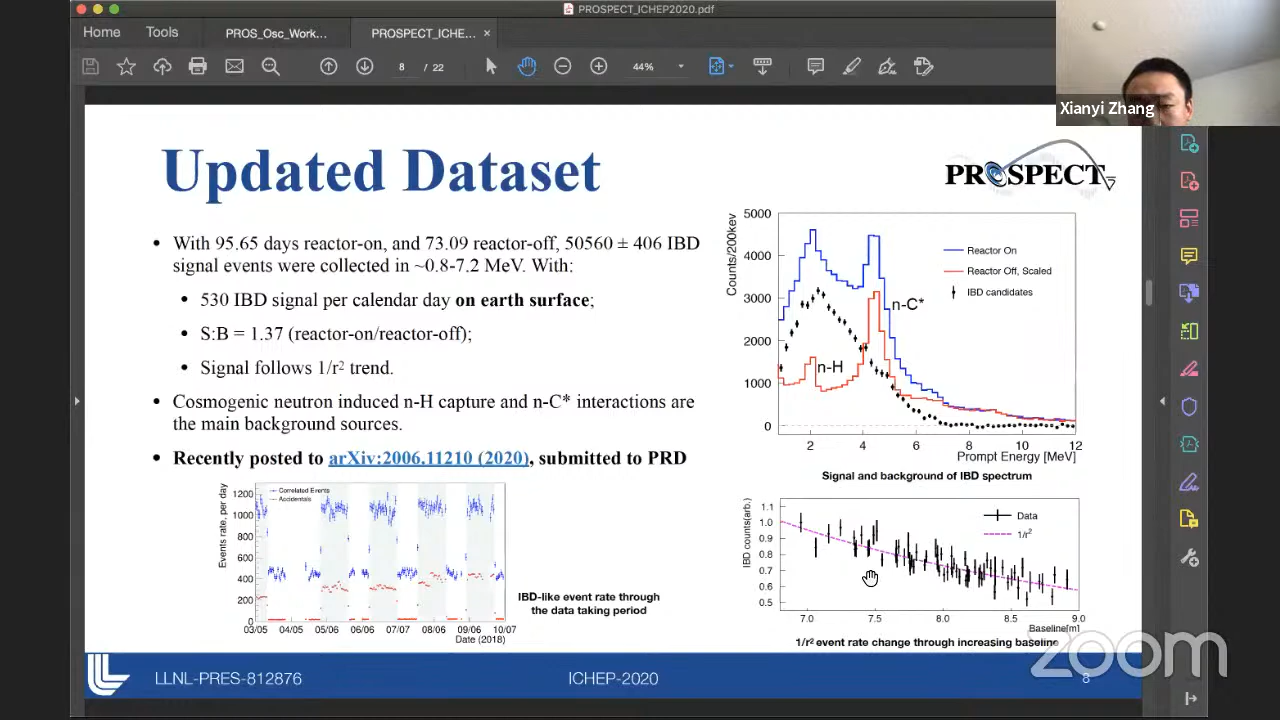 PROSPECT_ICHEP2020.pdf
Home Tools PROS_Osc_Work... PROSPECT_ICHE... ×
8 / 22 44%
Xianyi Zhang
Updated Dataset
PROSPECT
• With 95.65 days reactor-on, and 73.09 reactor-off, 50560 ± 406 IBD
signal events were collected in ~0.8-7.2 MeV. With:
• 530 IBD signal per calendar day on earth surface;
• S:B = 1.37 (reactor-on/reactor-off);
• Signal follows 1/r² trend.
• Cosmogenic neutron induced n-H capture and n-C* interactions are
the main background sources.
• Recently posted to arXiv:2006.11210 (2020), submitted to PRD
Counts/200kev
5000
4000
3000
2000
1000
0
Reactor On
Reactor Off, Scaled
IBD candidates
n-C*
n-H
2 4 6 8 10 12
Prompt Energy [MeV]
Signal and background of IBD spectrum
Events rate, per day
1200
1000
800
600
400
200
0
Correlated Events
Accidentals
03/05 04/05 05/06 06/06 07/07 08/06 09/06 10/07
Date (2018)
IBD-like event rate through
the data taking period
IBD counts(arb.)
1.1
1.0
0.9
0.8
0.7
0.6
0.5
Data
1/r²
7.0 7.5 8.0 8.5 9.0
Baseline[m]
1/r² event rate change through increasing baseline
LLNL-PRES-812876 ICHEP-2020 8
zoom